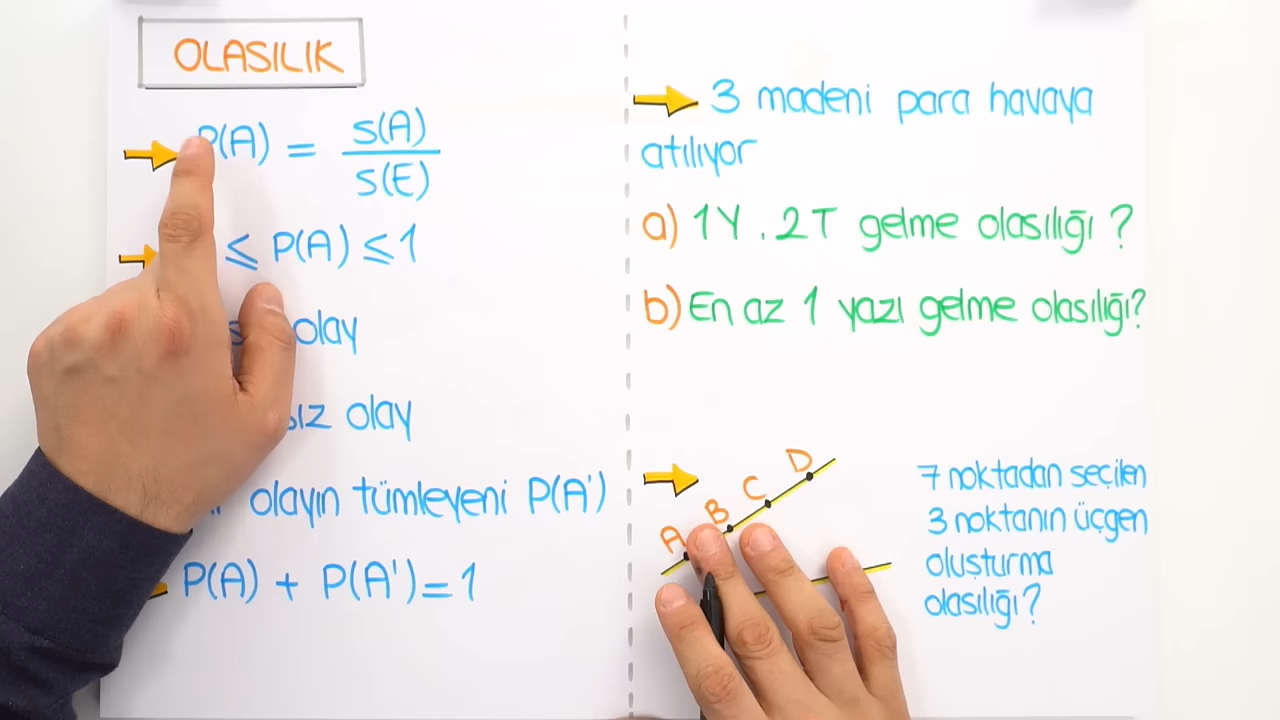 OLASILIK
P(A) = s(A) / s(E)
≤ P(A) ≤ 1
olay
olay
olayın tümleyeni P(A')
P(A) + P(A') = 1
3 madeni para havaya
atılıyor
a) 1Y, 2T gelme olasılığı ?
b) En az 1 yazı gelme olasılığı?
A B C D
7 noktadan seçilen
3 noktanın üçgen
oluşturma
olasılığı?